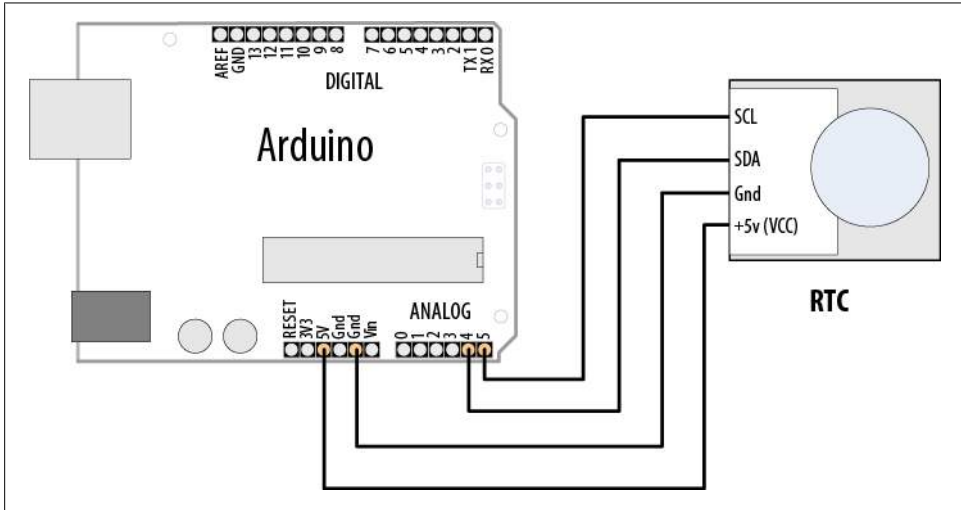 AREF
GND
13
12
11
10
9
8
7
6
5
4
3
2
TX 1
RX 0
DIGITAL
Arduino
SCL
SDA
Gnd
+5v (VCC)
RTC
RESET
3V3
5V
Gnd
Gnd
Vin
ANALOG
0
1
2
3
4
5